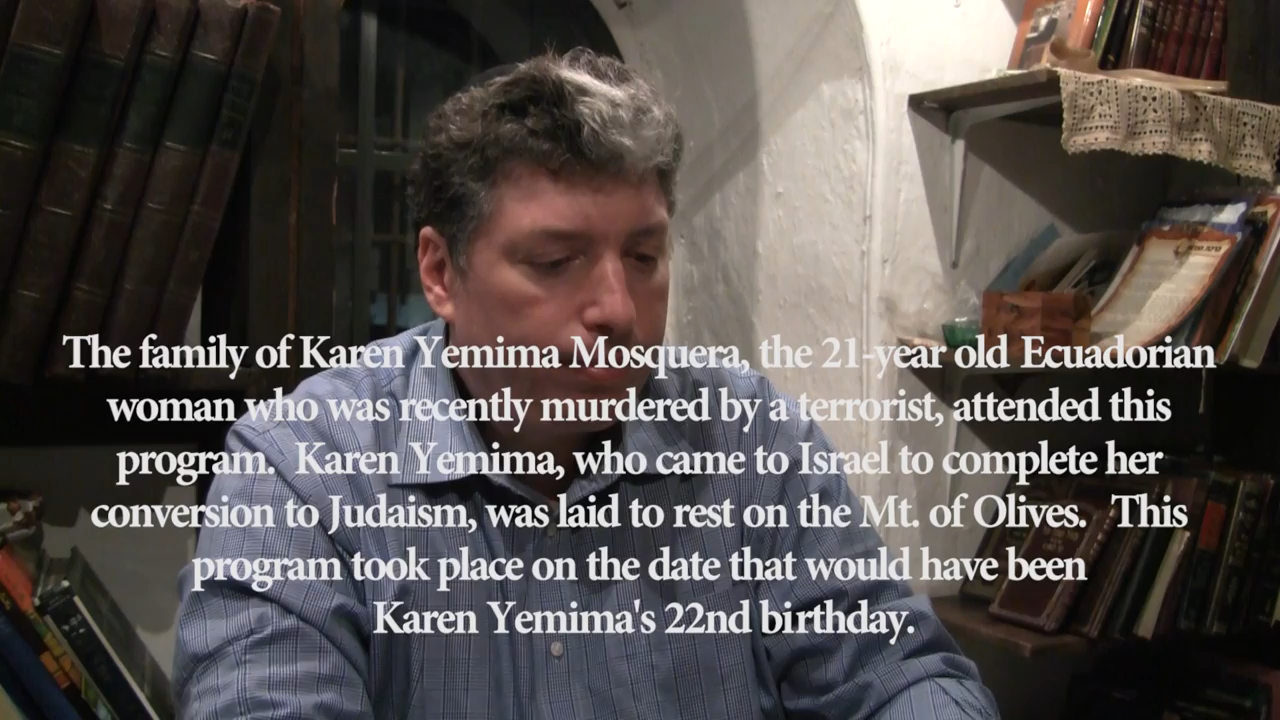 The family of Karen Yemima Mosquera, the 21-year old Ecuadorian
woman who was recently murdered by a terrorist, attended this
program. Karen Yemima, who came to Israel to complete her
conversion to Judaism, was laid to rest on the Mt. of Olives. This
program took place on the date that would have been
Karen Yemima's 22nd birthday.